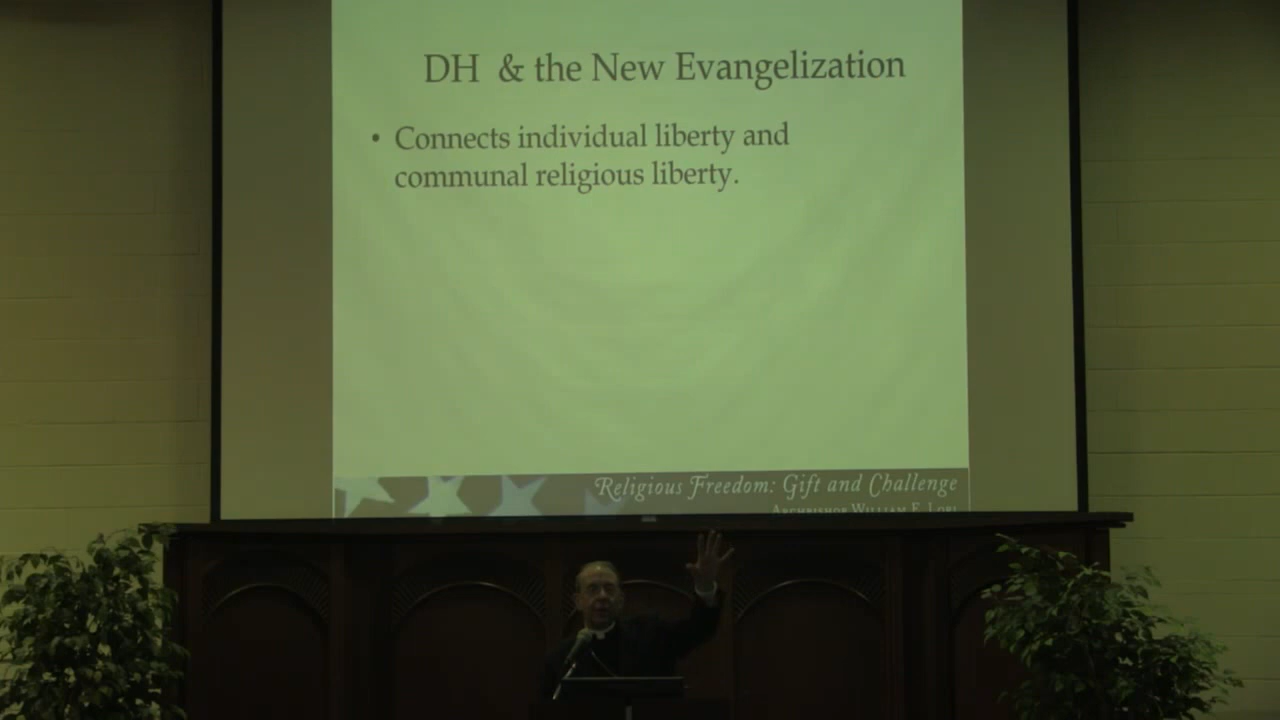 DH & the New Evangelization
• Connects individual liberty and
communal religious liberty.
Religious Freedom: Gift and Challenge
ARCHBISHOP WILLIAM E. LORI